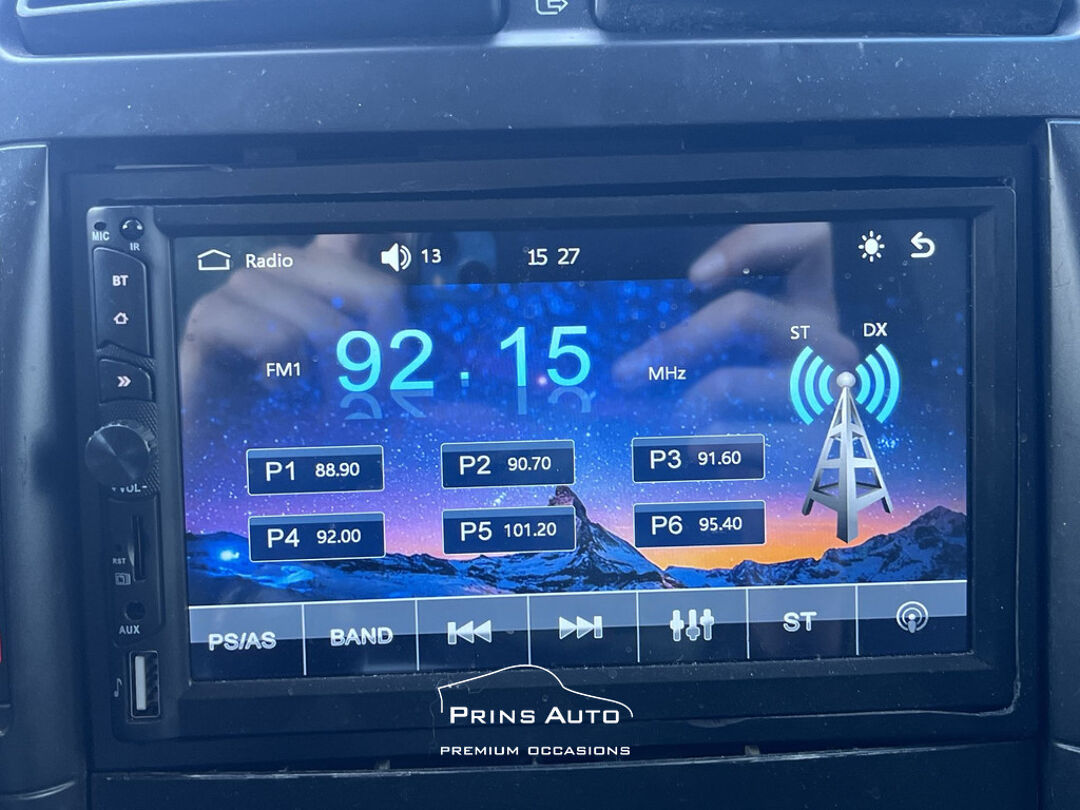 MIC
IR
BT
Radio 13 15 27
ST DX
FM1 92.15 MHz
P1 88.90 P2 90.70 P3 91.60
P4 92.00 P5 101.20 P6 95.40
VOL-
RST
AUX
PS/AS BAND ST
PRINS AUTO
PREMIUM OCCASIONS